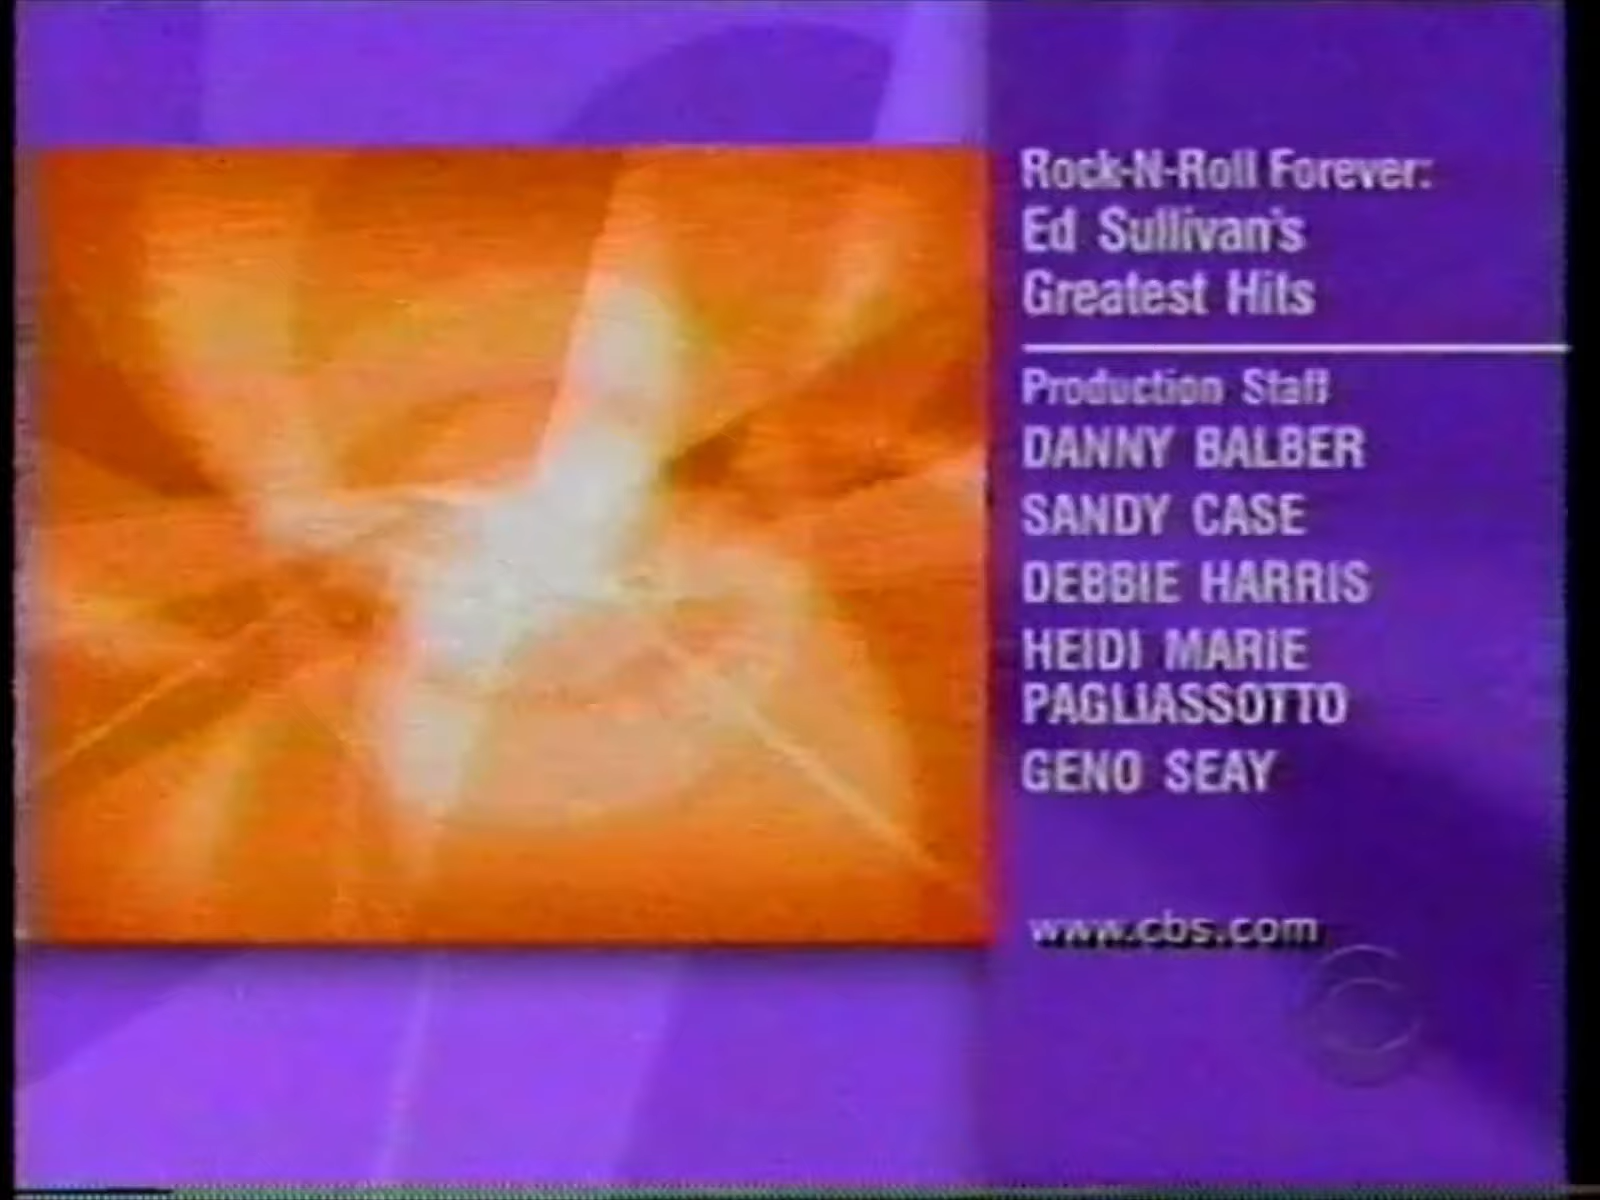 Rock-N-Roll Forever:
Ed Sullivan's
Greatest Hits
Production Staff
DANNY BALBER
SANDY CASE
DEBBIE HARRIS
HEIDI MARIE
PAGLIASSOTTO
GENO SEAY
www.cbs.com